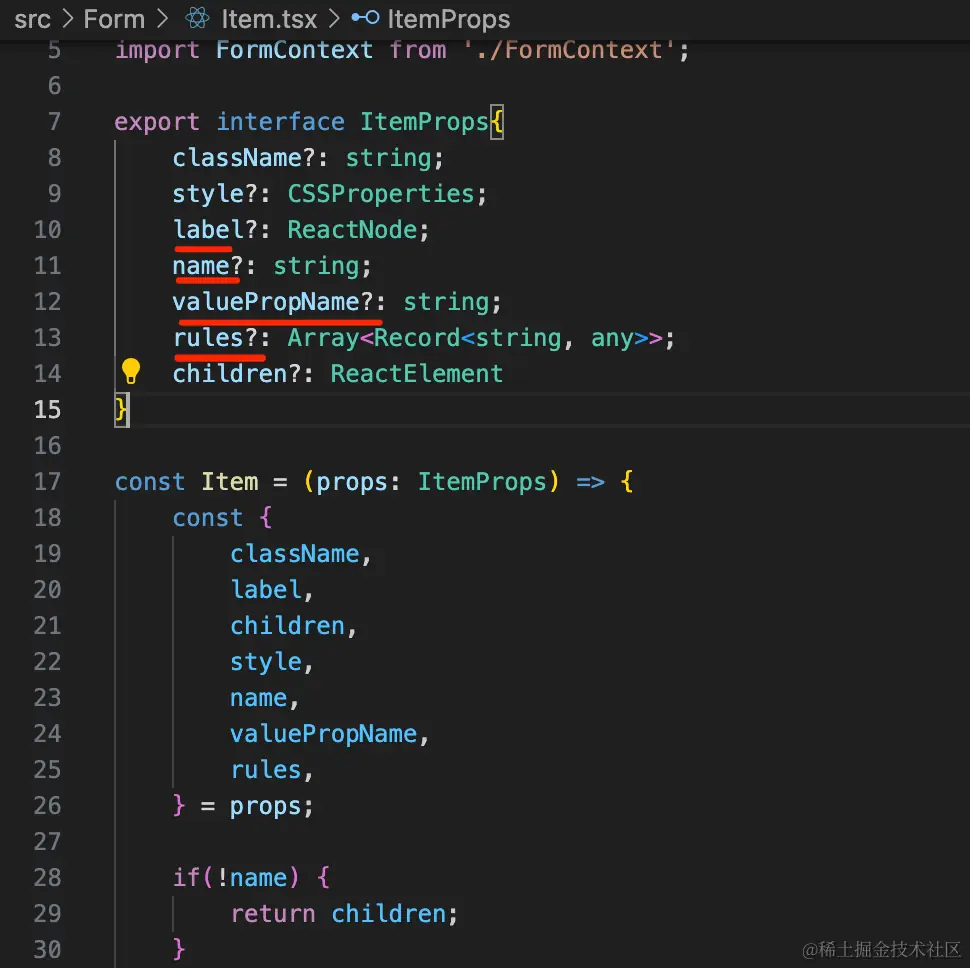 src > Form > Item.tsx > ItemProps
5 import FormContext from './FormContext';
6
7 export interface ItemProps{
8     className?: string;
9     style?: CSSProperties;
10     label?: ReactNode;
11     name?: string;
12     valuePropName?: string;
13     rules?: Array<Record<string, any>>;
14     children?: ReactElement
15 }
16
17 const Item = (props: ItemProps) => {
18     const {
19         className,
20         label,
21         children,
22         style,
23         name,
24         valuePropName,
25         rules,
26     } = props;
27
28     if(!name) {
29         return children;
30     }
@稀土掘金技术社区